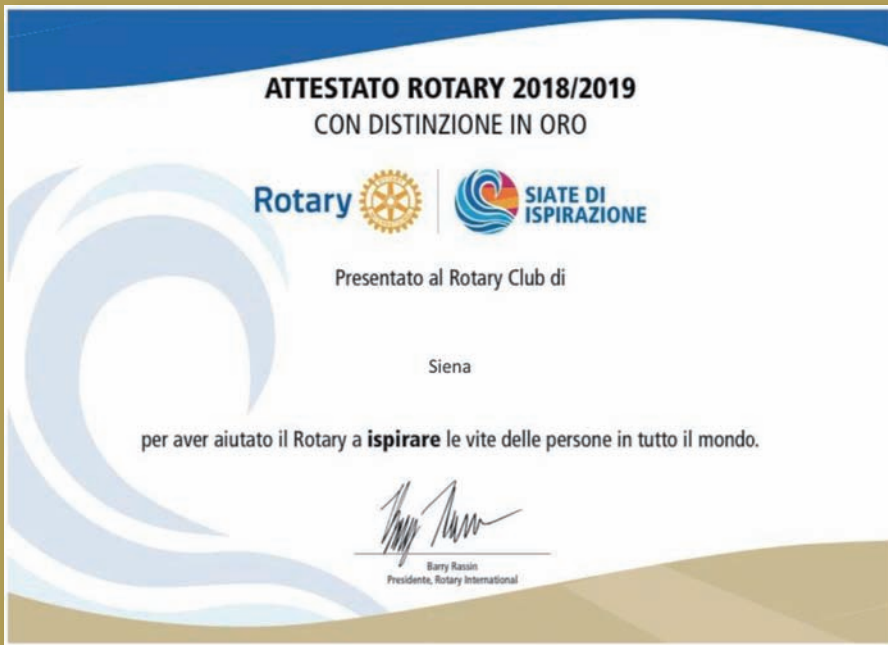 ATTESTATO ROTARY 2018/2019
CON DISTINZIONE IN ORO
Rotary
SIATE DI
ISPIRAZIONE
Presentato al Rotary Club di
Siena
per aver aiutato il Rotary a ispirare le vite delle persone in tutto il mondo.
Barry Rassin
Presidente, Rotary International